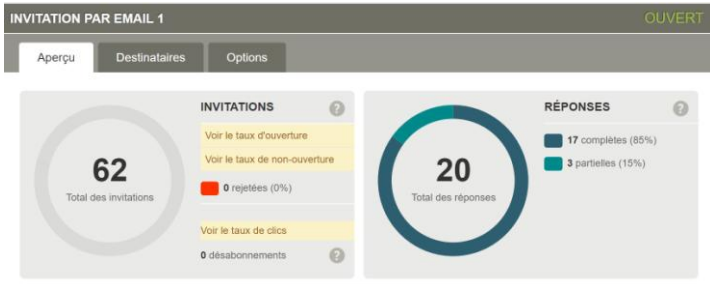 INVITATION PAR EMAIL 1
OUVERT
Aperçu
Destinataires
Options
62
Total des invitations
INVITATIONS
?
Voir le taux d'ouverture
Voir le taux de non-ouverture
0 rejetées (0%)
Voir le taux de clics
0 désabonnements
?
20
Total des réponses
RÉPONSES
?
17 complètes (85%)
3 partielles (15%)